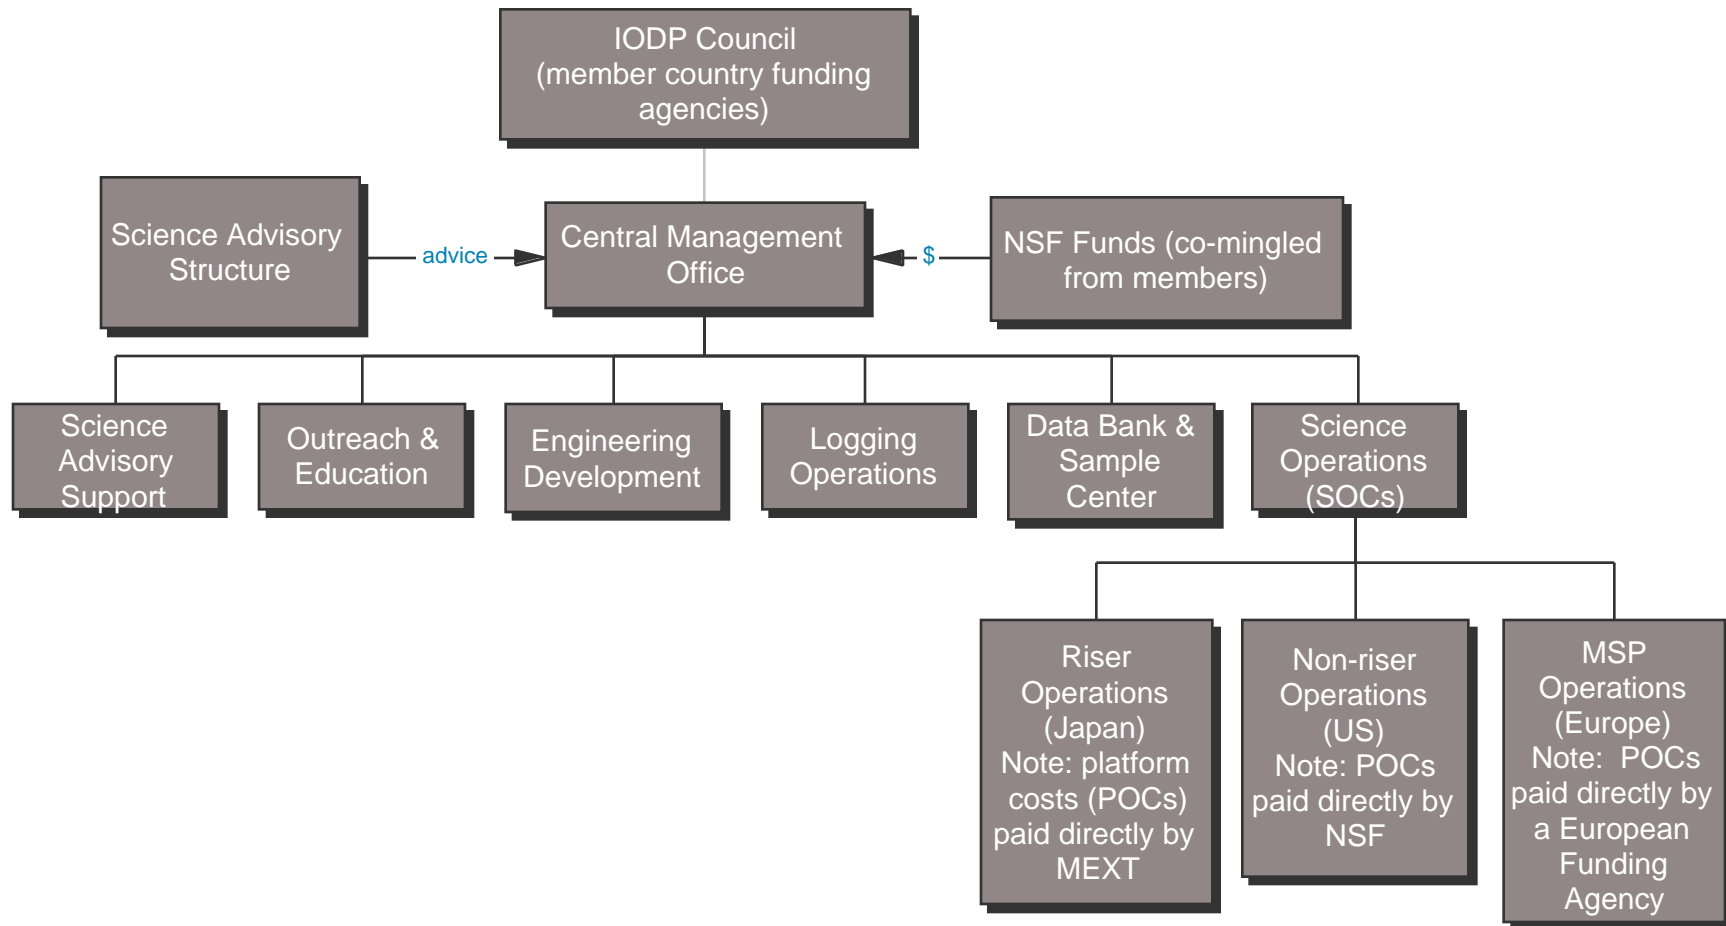 IODP Council
(member country funding
agencies)
Science Advisory
Structure
advice
Central Management
Office
$
NSF Funds (co-mingled
from members)
Science
Advisory
Support
Outreach &
Education
Engineering
Development
Logging
Operations
Data Bank &
Sample
Center
Science
Operations
(SOCs)
Riser
Operations
(Japan)
Note: platform
costs (POCs)
paid directly by
MEXT
Non-riser
Operations
(US)
Note: POCs
paid directly by
NSF
MSP
Operations
(Europe)
Note:  POCs
paid directly by
a European
Funding
Agency